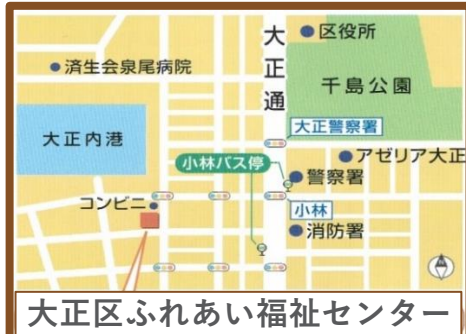 区役所
済生会泉尾病院
大正通
千島公園
大正内港
大正警察署
アゼリア大正
小林バス停
警察署
コンビニ
小林
消防署
大正区ふれあい福祉センター